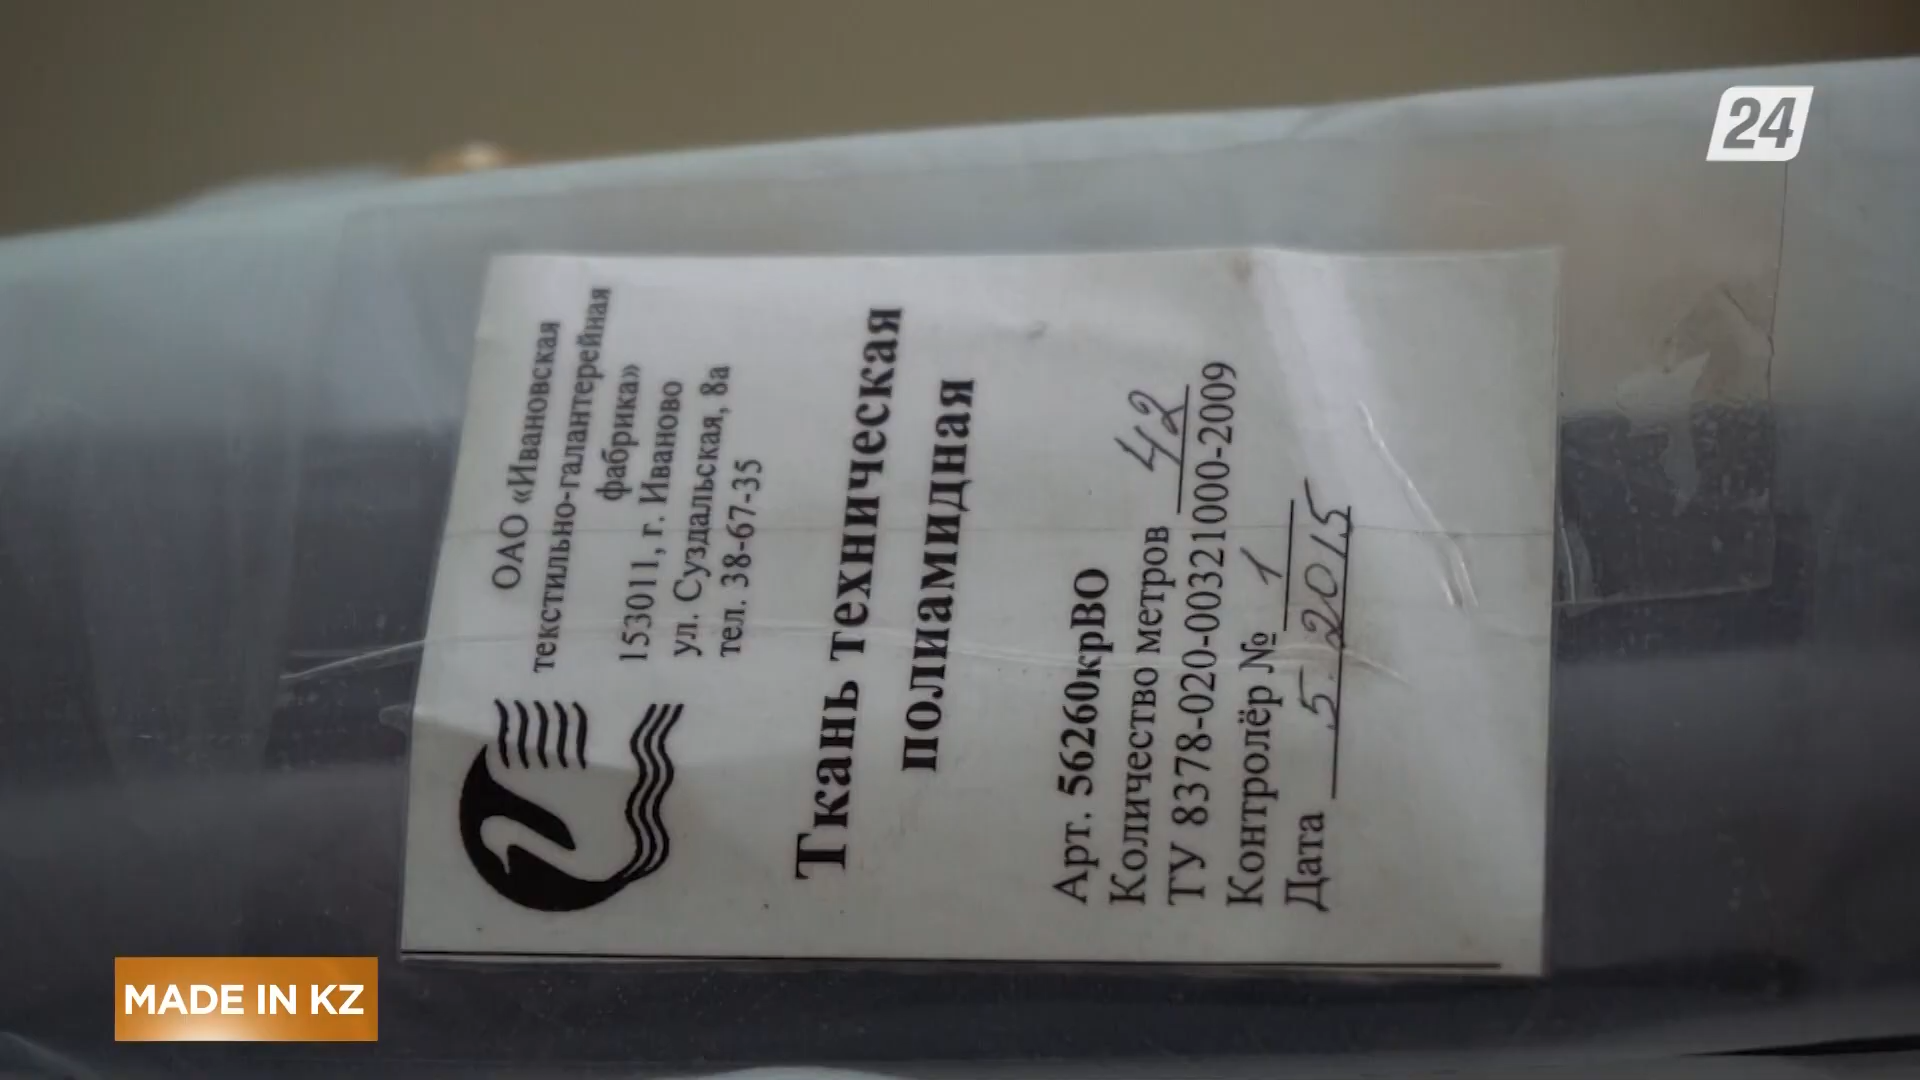 24
ОАО «Ивановская
текстильно-галантерейная
фабрика»
153011, г. Иваново
ул. Суздальская, 8а
тел. 38-67-35
Ткань техническая
полиамидная
Арт. 56260крВО
Количество метров 42
ТУ 8378-020-00321000-2009
Контролёр № 1
Дата 5.2015
MADE IN KZ